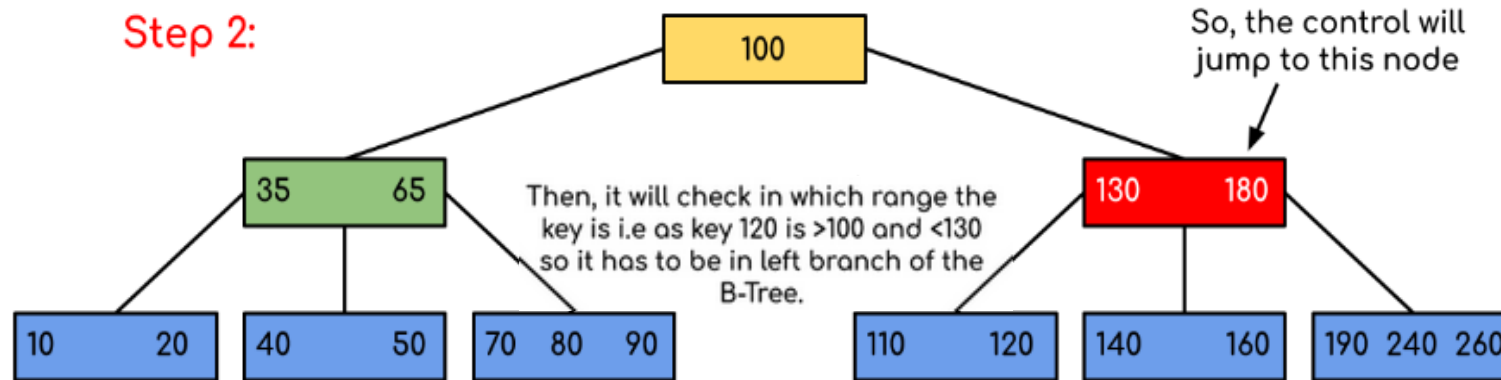 Step 2:
100
So, the control will
jump to this node
35 65
Then, it will check in which range the
key is i.e as key 120 is >100 and <130
so it has to be in left branch of the
B-Tree.
130 180
10 20
40 50
70 80 90
110 120
140 160
190 240 260